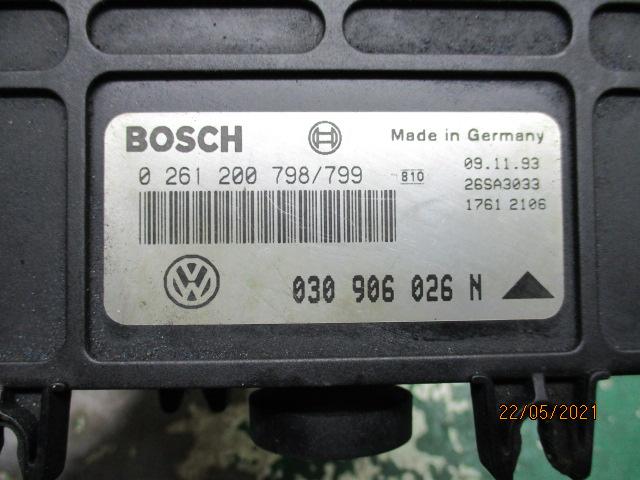 BOSCH
Made in Germany
0 261 200 798/799
810
09.11.93
26SA3033
1761 2106
030 906 026 N
22/05/2021